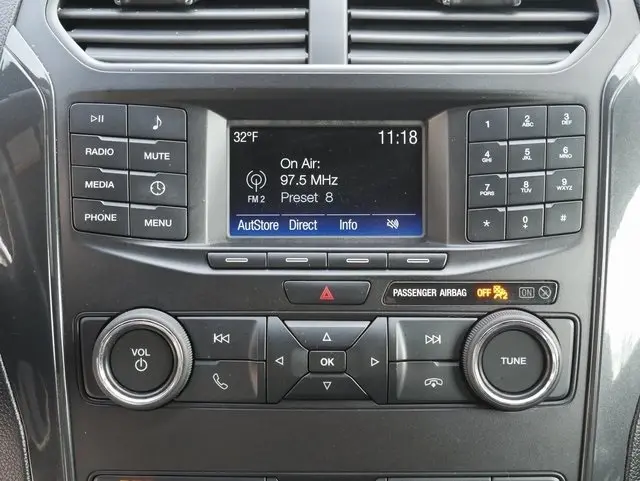 32°F
11:18
On Air:
97.5 MHz
FM 2
Preset 8
AutStore Direct Info
RADIO MUTE
MEDIA
PHONE MENU
1 2 ABC 3 DEF
4 GHI 5 JKL 6 MNO
7 PQRS 8 TUV 9 WXYZ
* 0 + #
PASSENGER AIRBAG OFF ON
VOL
OK
TUNE